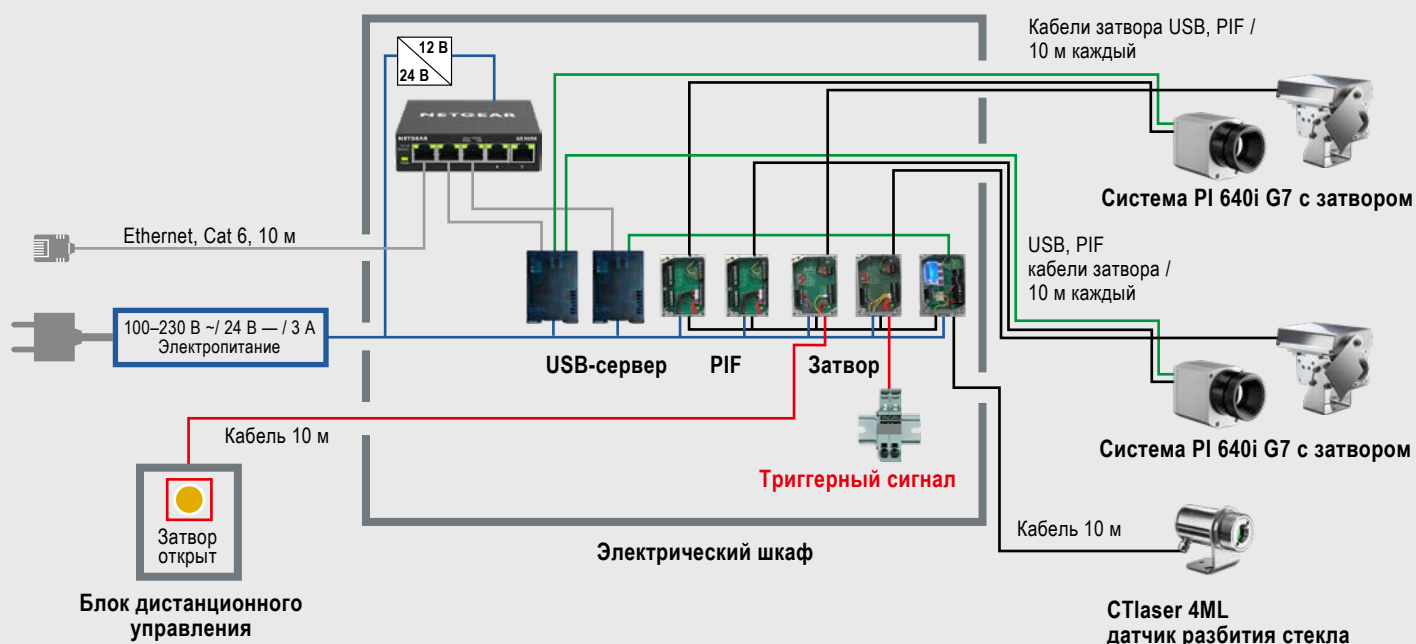 Кабели затвора USB, PIF /
10 м каждый
12 В
24 В
NETGEAR
NETGEAR
Система PI 640i G7 с затвором
Ethernet, Cat 6, 10 м
USB, PIF
кабели затвора /
10 м каждый
100–230 В ~/ 24 В — / 3 А
Электропитание
USB-сервер
PIF
Затвор
Кабель 10 м
Система PI 640i G7 с затвором
Триггерный сигнал
Затвор
открыт
Кабель 10 м
Электрический шкаф
Блок дистанционного
управления
CTlaser 4ML
датчик разбития стекла